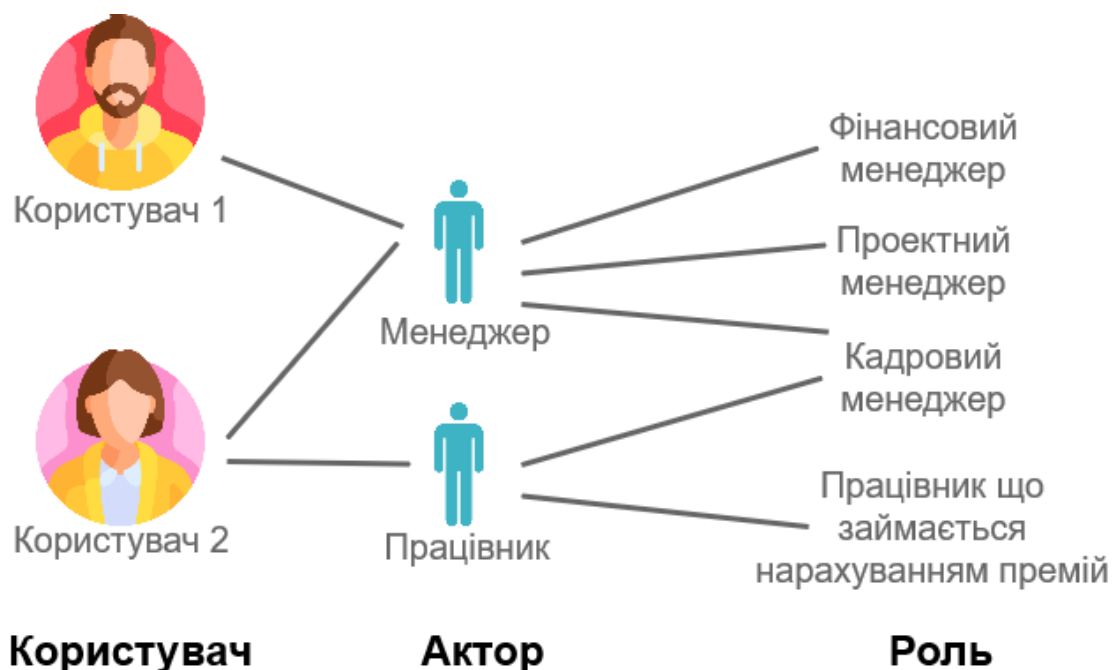 Користувач 1
Користувач 2
Менеджер
Працівник
Фінансовий
менеджер
Проектний
менеджер
Кадровий
менеджер
Працівник що
займається
нарахуванням премій
Користувач
Актор
Роль